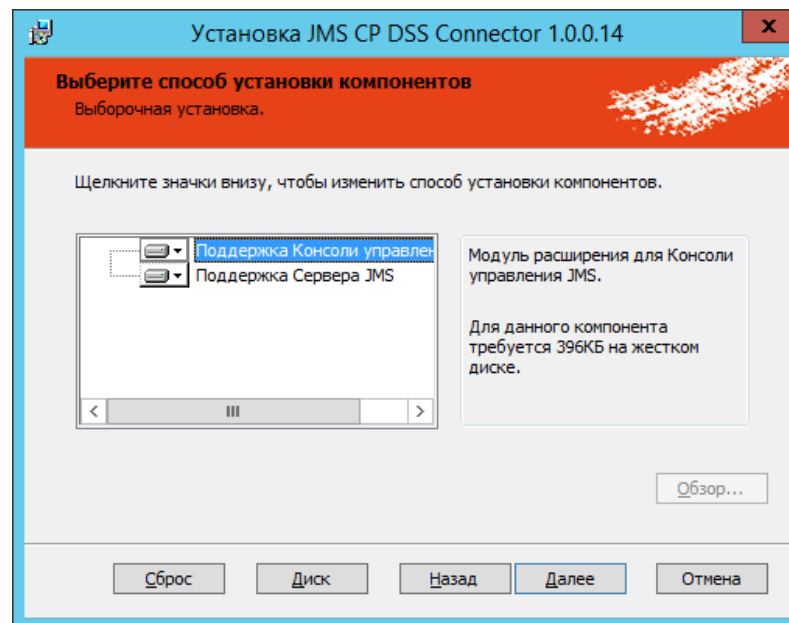 Установка JMS CP DSS Connector 1.0.0.14
x
Выберите способ установки компонентов
Выборочная установка.
Щелкните значки внизу, чтобы изменить способ установки компонентов.
Поддержка Консоли управлен
Поддержка Сервера JMS
Модуль расширения для Консоли
управления JMS.
Для данного компонента
требуется 396КБ на жестком
диске.
Обзор...
Сброс
Диск
Назад
Далее
Отмена